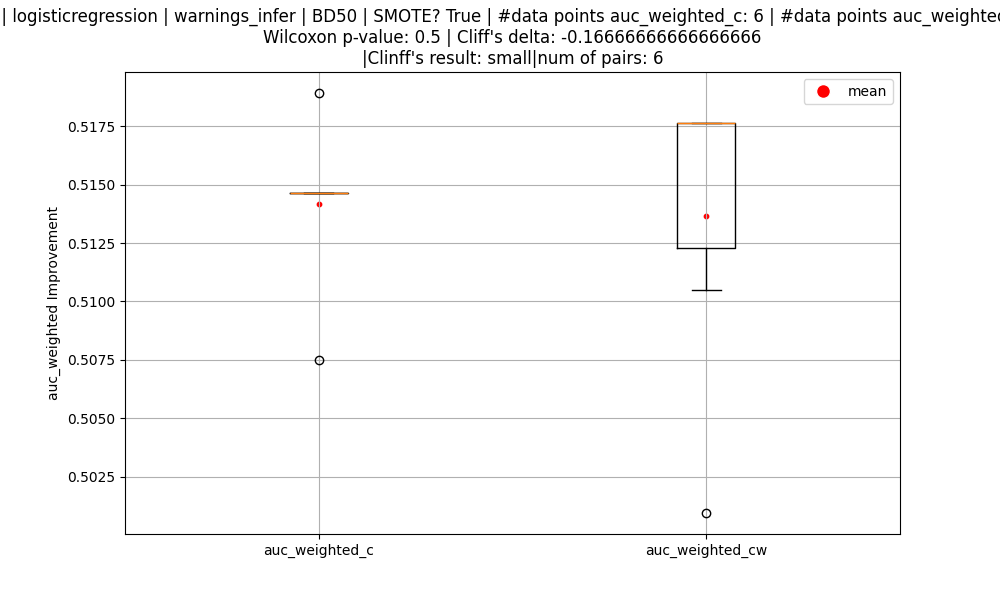 | logisticregression | warnings_infer | BD50 | SMOTE? True | #data points auc_weighted_c: 6 | #data points
Wilcoxon p-value: 0.5 | Cliff's delta: -0.16666666666666666
|Clinff's result: small|num of pairs: 6
mean
auc_weighted Improvement
0.5175
0.5150
0.5125
0.5100
0.5075
0.5050
0.5025
auc_weighted_c
auc_weighted_cw